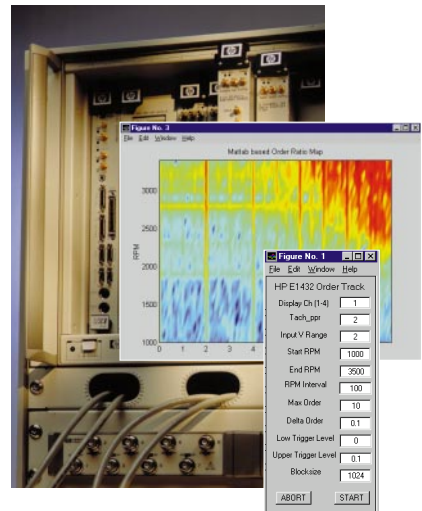 Figure No. 3
File Edit Window Help
Matlab based Order Ratio Map
RPM
3000
2500
2000
1500
1000
0 1 2 3 4
Figure No. 1
File Edit Window Help
HP E1432 Order Track
Display Ch [1-4] 1
Tach_ppr 2
Input V Range 2
Start RPM 1000
End RPM 3500
RPM Interval 100
Max Order 10
Delta Order 0.1
Low Trigger Level 0
Upper Trigger Level 0.1
Blocksize 1024
ABORT START